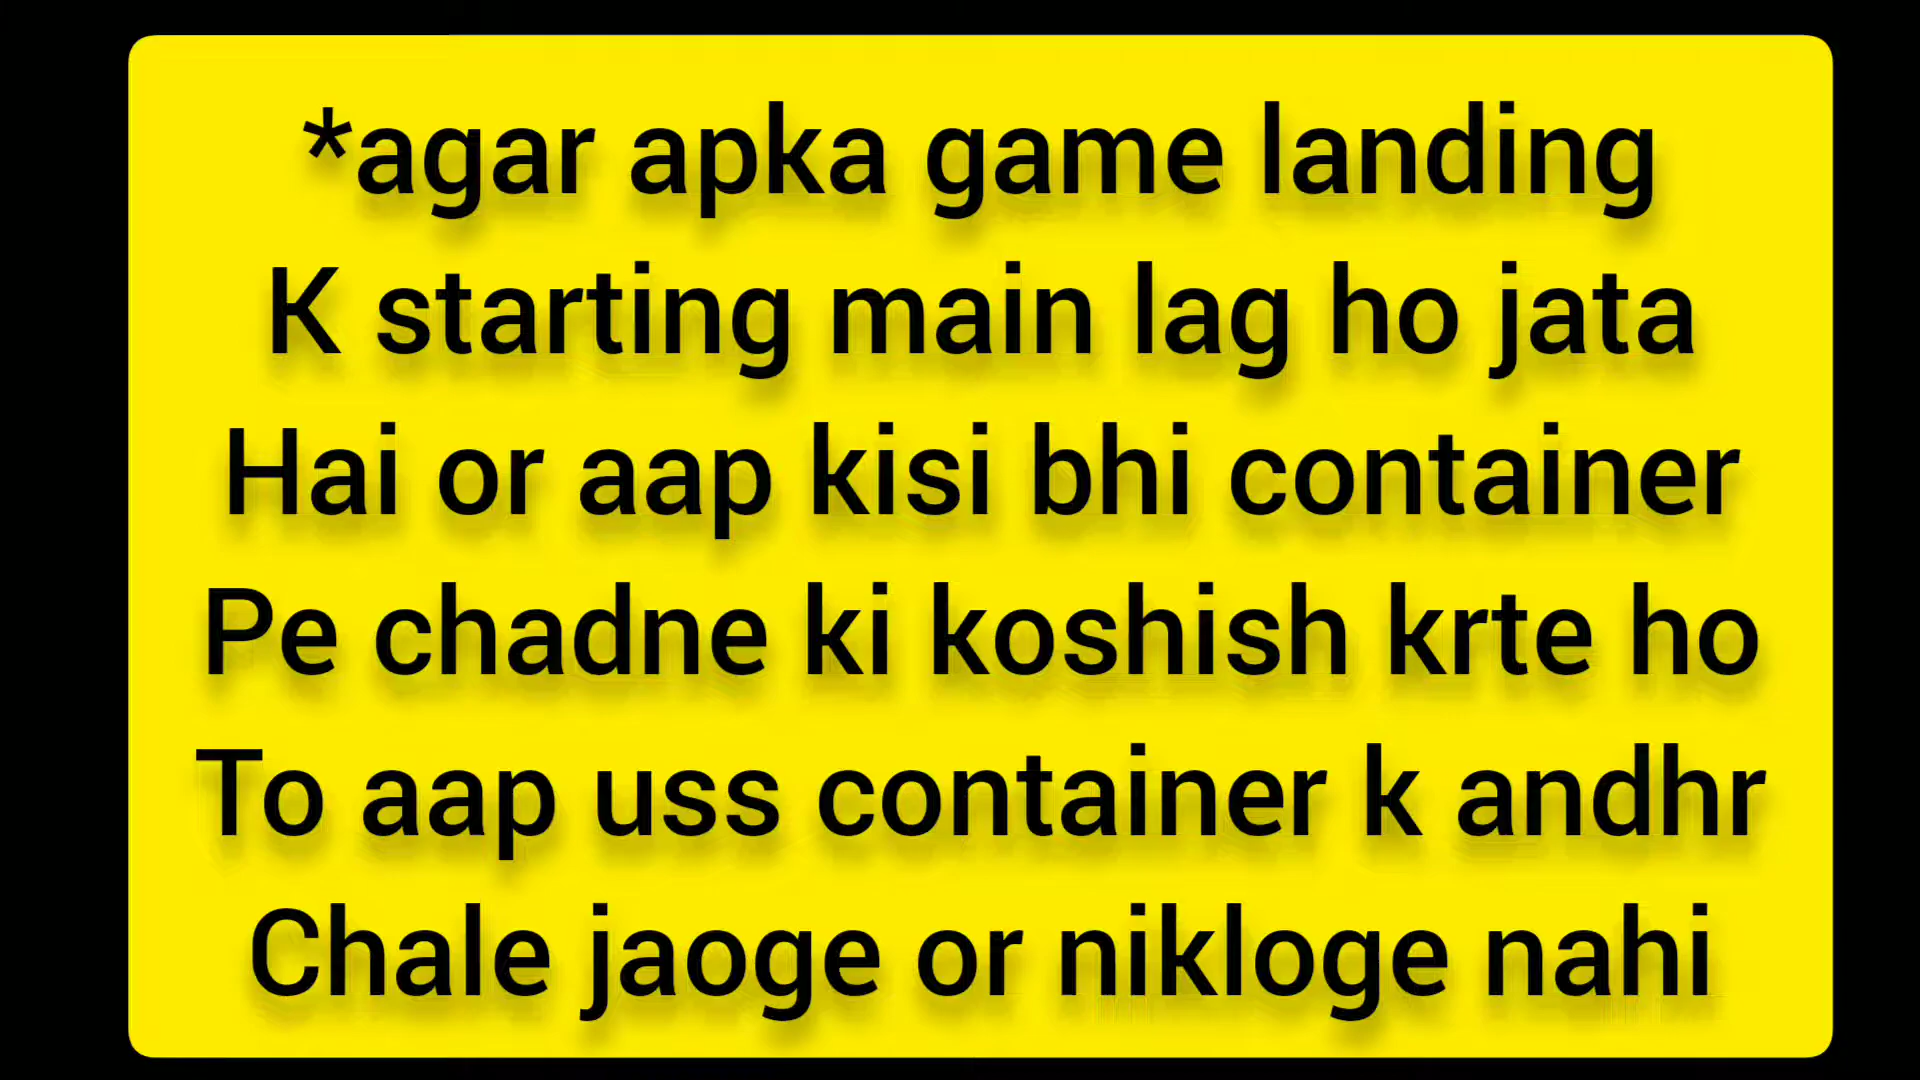 *agar apka game landing
K starting main lag ho jata
Hai or aap kisi bhi container
Pe chadne ki koshish krte ho
To aap uss container k andhr
Chale jaoge or nikloge nahi